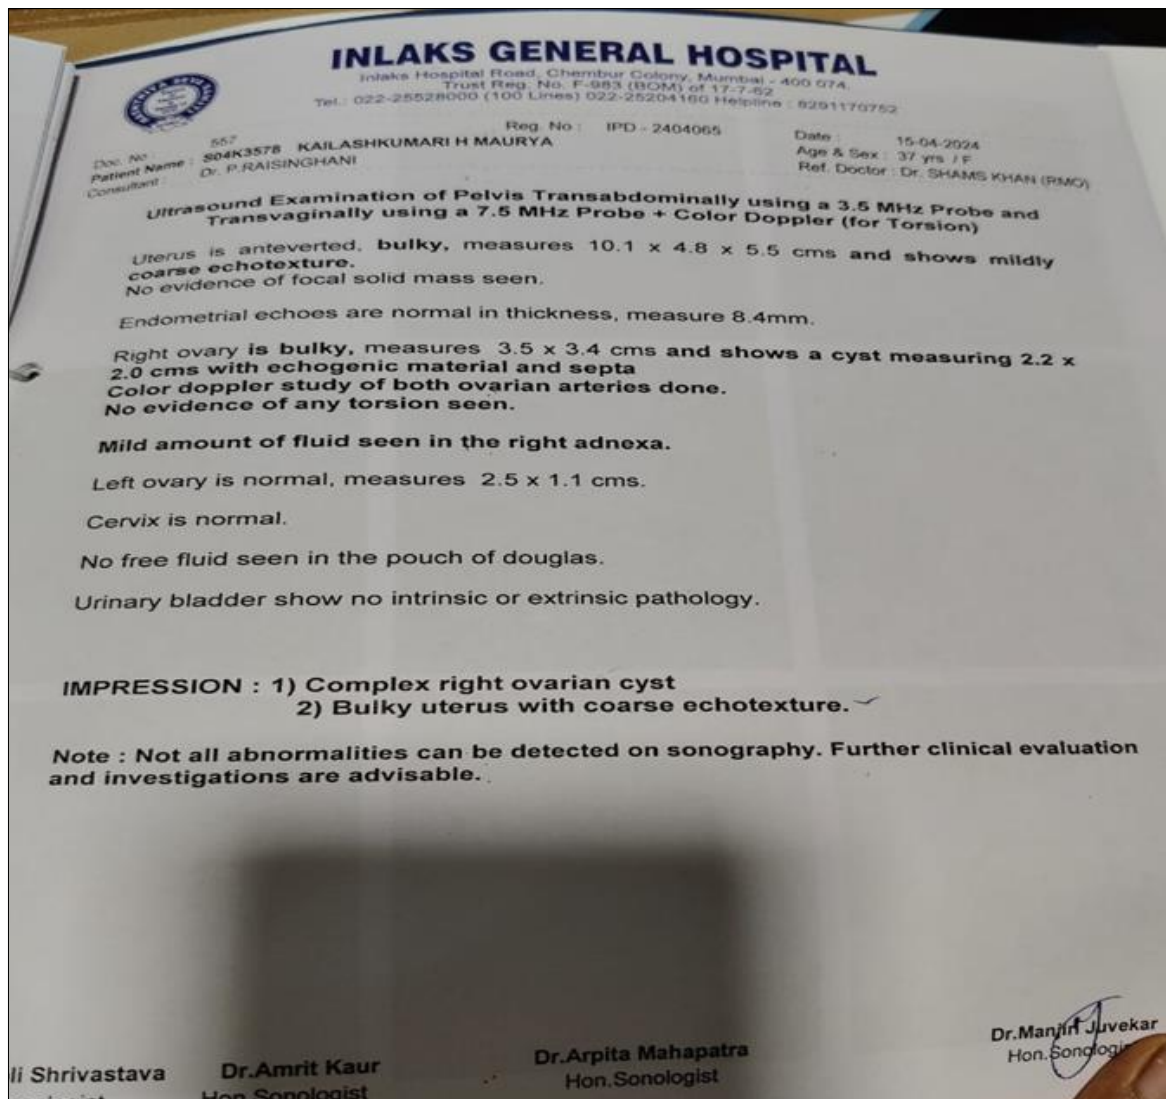 INLAKS GENERAL HOSPITAL
Inlaks Hospital Road, Chembur Colony, Mumbai - 400 074.
Trust Reg. No. F-983 (BOM) of 17-7-62
Tel.: 022-25528000 (100 Lines) 022-25204160 Helpline : 8291170752
Reg. No : IPD - 2404065
Doc. No : 557
Patient Name : S04K3578 KAILASHKUMARI H MAURYA
Consultant : Dr. P.RAISINGHANI
Date : 15-04-2024
Age & Sex : 37 yrs / F
Ref. Doctor : Dr. SHAMS KHAN (RMO)
Ultrasound Examination of Pelvis Transabdominally using a 3.5 MHz Probe and
Transvaginally using a 7.5 MHz Probe + Color Doppler (for Torsion)
Uterus is anteverted, bulky, measures 10.1 x 4.8 x 5.5 cms and shows mildly
coarse echotexture.
No evidence of focal solid mass seen.
Endometrial echoes are normal in thickness, measure 8.4mm.
Right ovary is bulky, measures 3.5 x 3.4 cms and shows a cyst measuring 2.2 x
2.0 cms with echogenic material and septa
Color doppler study of both ovarian arteries done.
No evidence of any torsion seen.
Mild amount of fluid seen in the right adnexa.
Left ovary is normal, measures 2.5 x 1.1 cms.
Cervix is normal.
No free fluid seen in the pouch of douglas.
Urinary bladder show no intrinsic or extrinsic pathology.
IMPRESSION : 1) Complex right ovarian cyst
2) Bulky uterus with coarse echotexture.
Note : Not all abnormalities can be detected on sonography. Further clinical evaluation
and investigations are advisable.
li Shrivastava
Dr.Amrit Kaur
Hon.Sonologist
Dr.Arpita Mahapatra
Hon.Sonologist
Dr.Manjiri Juvekar
Hon.Sonologist